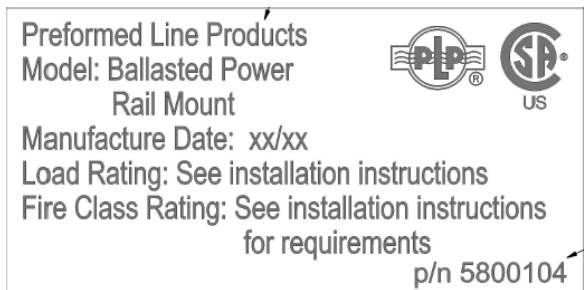 Preformed Line Products
Model: Ballasted Power
Rail Mount
Manufacture Date: xx/xx
Load Rating: See installation instructions
Fire Class Rating: See installation instructions
for requirements
p/n 5800104
PLP ®
SA ®
US